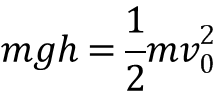 mgh = \frac{1}{2}mv_0^2